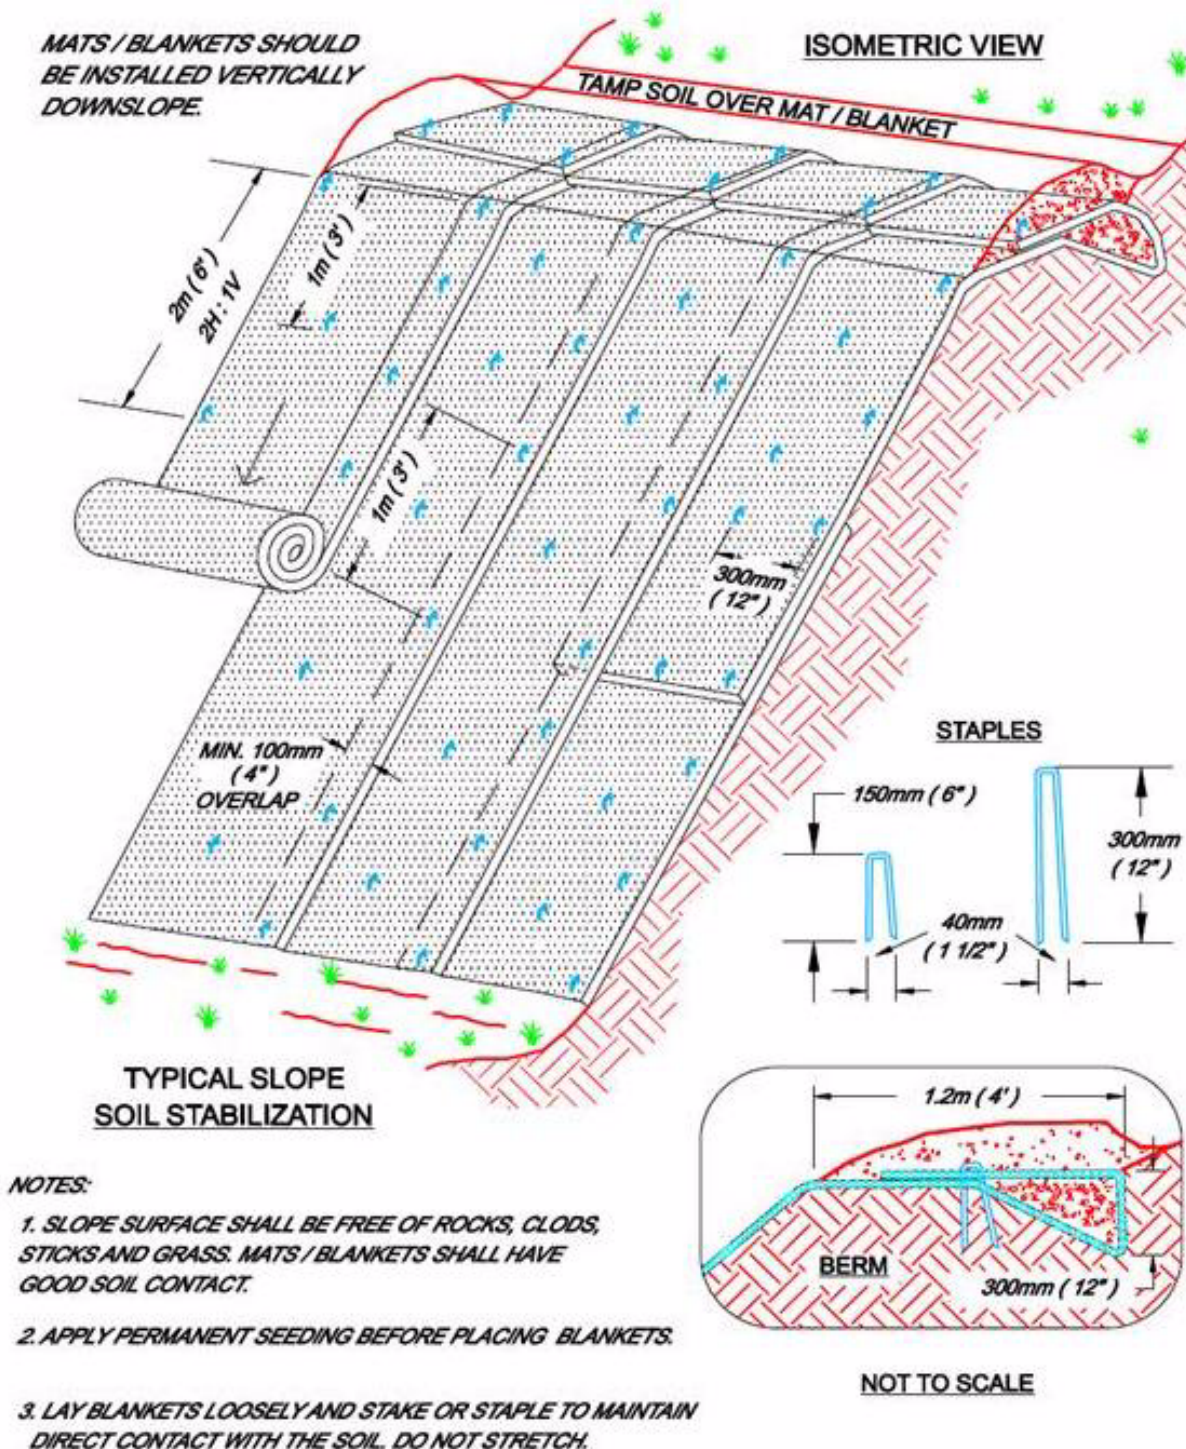 MATS / BLANKETS SHOULD
BE INSTALLED VERTICALLY
DOWNSLOPE.
ISOMETRIC VIEW
TAMP SOIL OVER MAT / BLANKET
2m ( 6' )
2H : 1V
1m ( 3' )
1m ( 3' )
300mm
( 12" )
MIN. 100mm
( 4" )
OVERLAP
STAPLES
150mm ( 6" )
300mm
( 12" )
40mm
( 1 1/2" )
TYPICAL SLOPE
SOIL STABILIZATION
1.2m ( 4' )
BERM
300mm ( 12" )
NOT TO SCALE
NOTES:
1. SLOPE SURFACE SHALL BE FREE OF ROCKS, CLODS,
STICKS AND GRASS. MATS / BLANKETS SHALL HAVE
GOOD SOIL CONTACT.
2. APPLY PERMANENT SEEDING BEFORE PLACING BLANKETS.
3. LAY BLANKETS LOOSELY AND STAKE OR STAPLE TO MAINTAIN
DIRECT CONTACT WITH THE SOIL. DO NOT STRETCH.